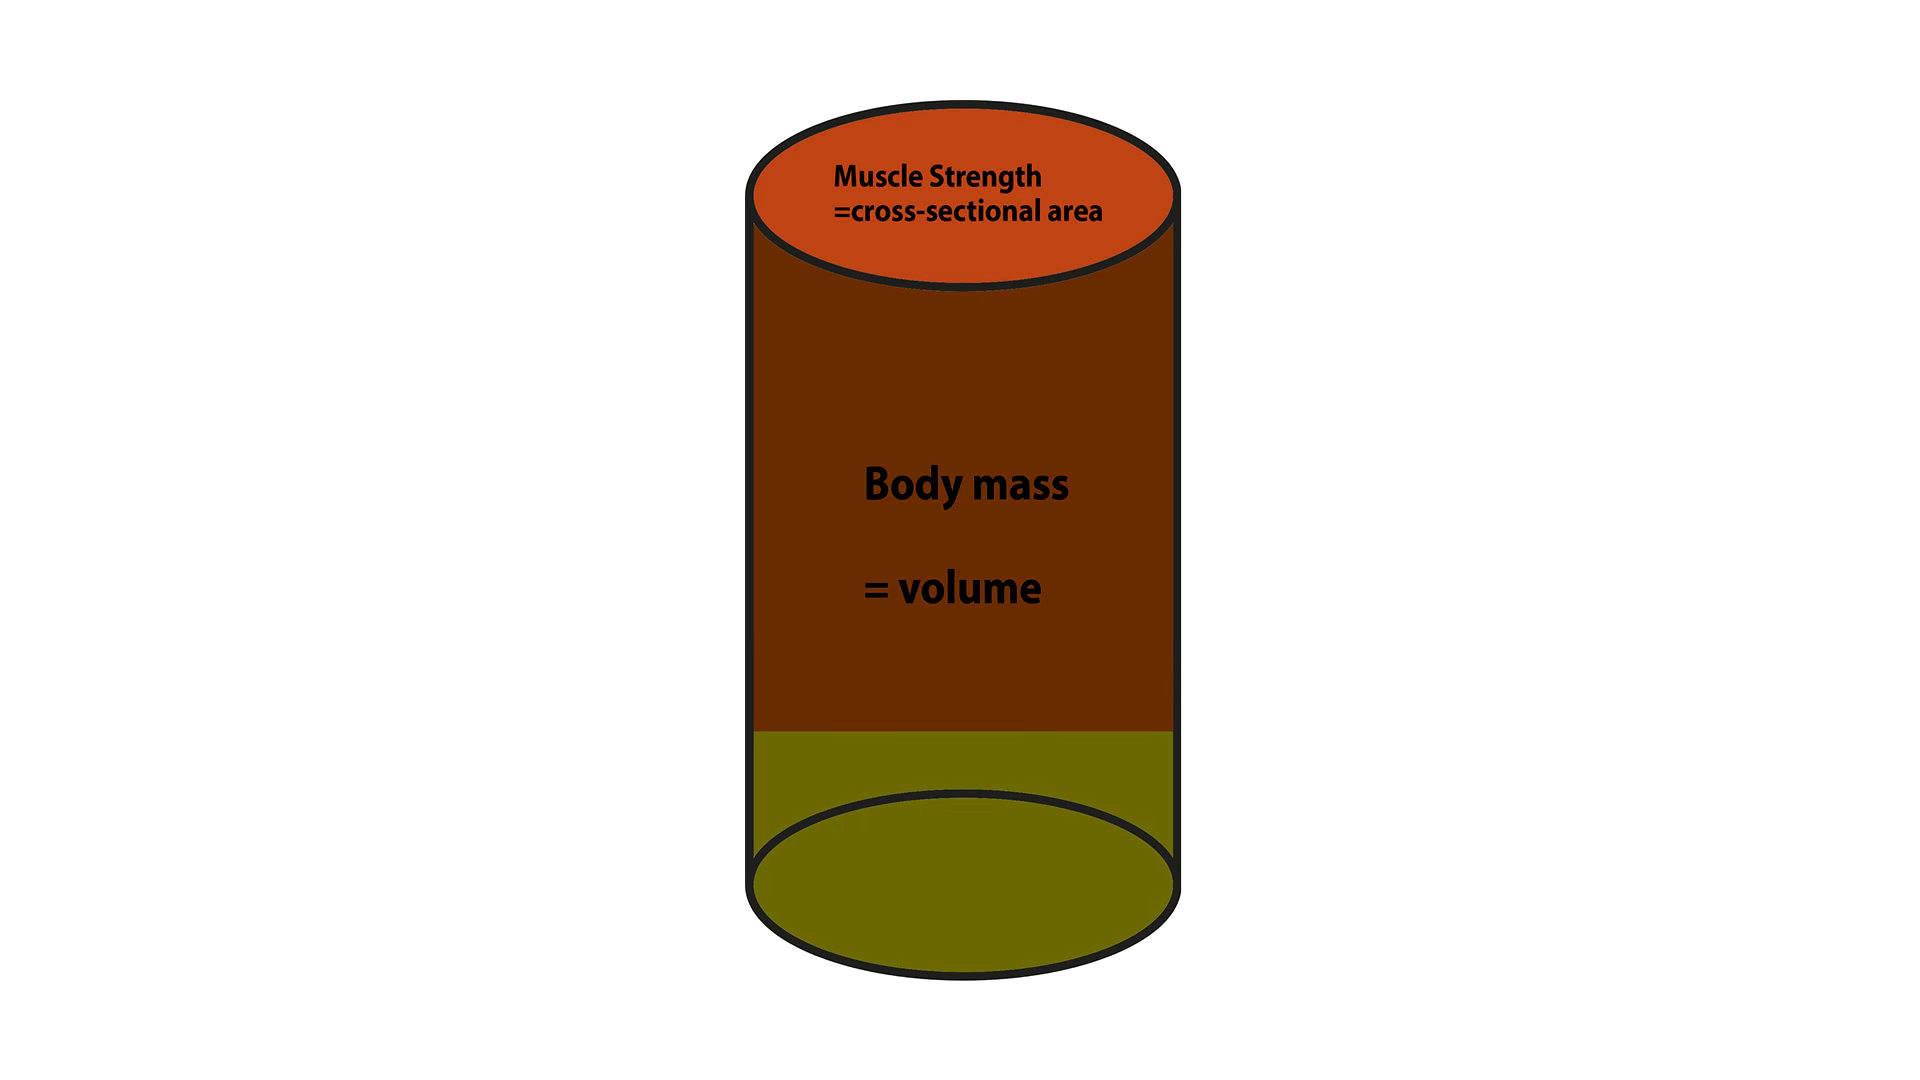 Muscle Strength
=cross-sectional area
Body mass
= volume